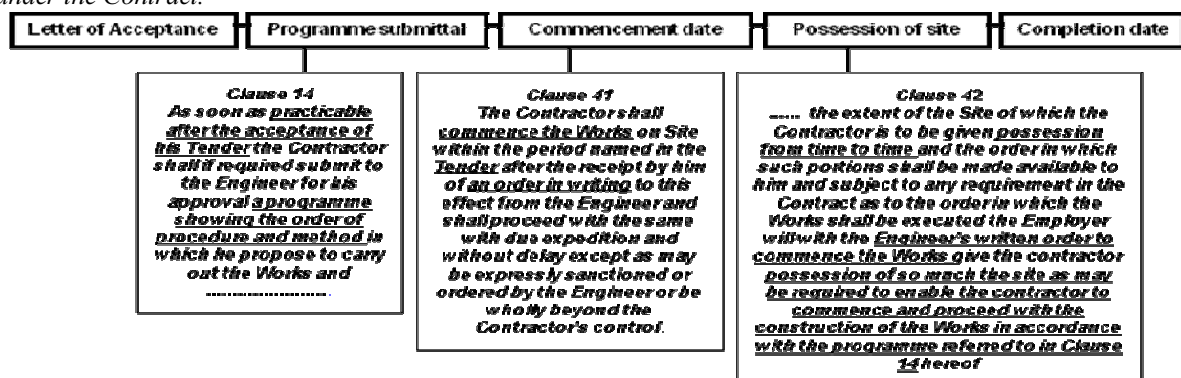 under the Contract.
Letter of Acceptance
Programme submittal
Commencement date
Possession of site
Completion date
Clause 14
As soon as practicable
after the acceptance of
his Tender the Contractor
shall if required submit to
the Engineer for his
approval a programme
showing the order of
procedure and method in
which he propose to carry
out the Works and
........................
Clause 41
The Contractor shall
commence the Works on Site
within the period named in the
Tender after the receipt by him
of an order in writing to this
effect from the Engineer and
shall proceed with the same
with due expedition and
without delay except as may
be expressly sanctioned or
ordered by the Engineer or be
wholly beyond the
Contractor's control.
Clause 42
..... the extent of the Site of which the
Contractor is to be given possession
from time to time and the order in which
such portions shall be made available to
him and subject to any requirement in the
Contract as to the order in which the
Works shall be executed the Employer
will with the Engineer's written order to
commence the Works give the contractor
possession of so much the site as may
be required to enable the contractor to
commence and proceed with the
construction of the Works in accordance
with the programme referred to in Clause
14 hereof